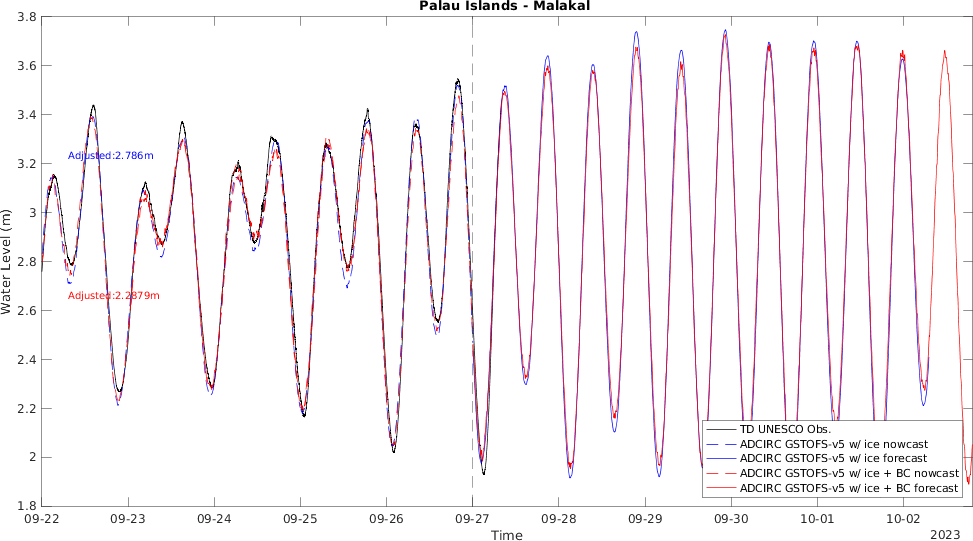 Palau Islands - Malakal
3.8
3.6
3.4
3.2
3
2.8
2.6
2.4
2.2
2
1.8
Water Level (m)
Adjusted:2.786m
Adjusted:2.2879m
TD UNESCO Obs.
ADCIRC GSTOFS-v5 w/ ice nowcast
ADCIRC GSTOFS-v5 w/ ice forecast
ADCIRC GSTOFS-v5 w/ ice + BC nowcast
ADCIRC GSTOFS-v5 w/ ice + BC forecast
09-22 09-23 09-24 09-25 09-26 09-27 09-28 09-29 09-30 10-01 10-02
Time
2023